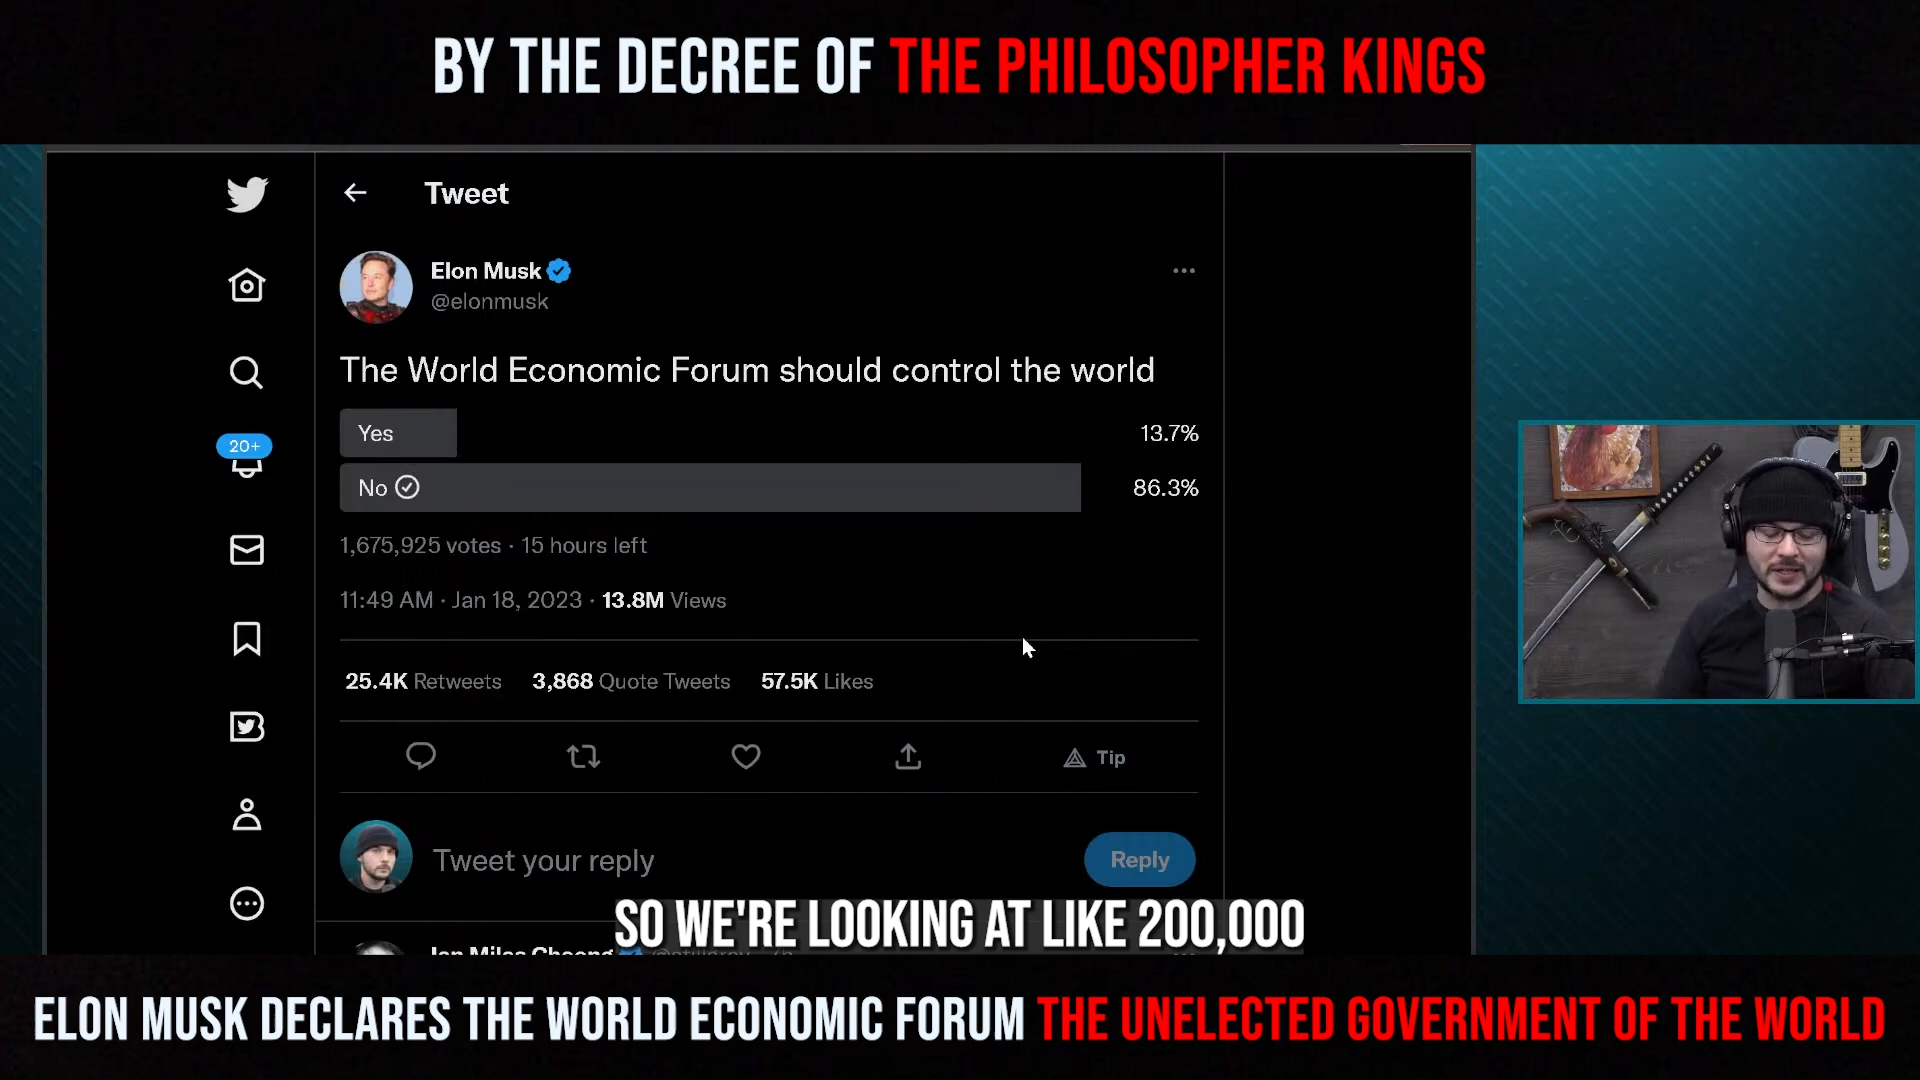 BY THE DECREE OF THE PHILOSOPHER KINGS
Tweet
Elon Musk
@elonmusk
The World Economic Forum should control the world
Yes 13.7%
20+
No 86.3%
1,675,925 votes · 15 hours left
11:49 AM · Jan 18, 2023 · 13.8M Views
25.4K Retweets 3,868 Quote Tweets 57.5K Likes
Tip
Tweet your reply
Reply
SO WE'RE LOOKING AT LIKE 200,000
Ian Miles Cheong
ELON MUSK DECLARES THE WORLD ECONOMIC FORUM THE UNELECTED GOVERNMENT OF THE WORLD